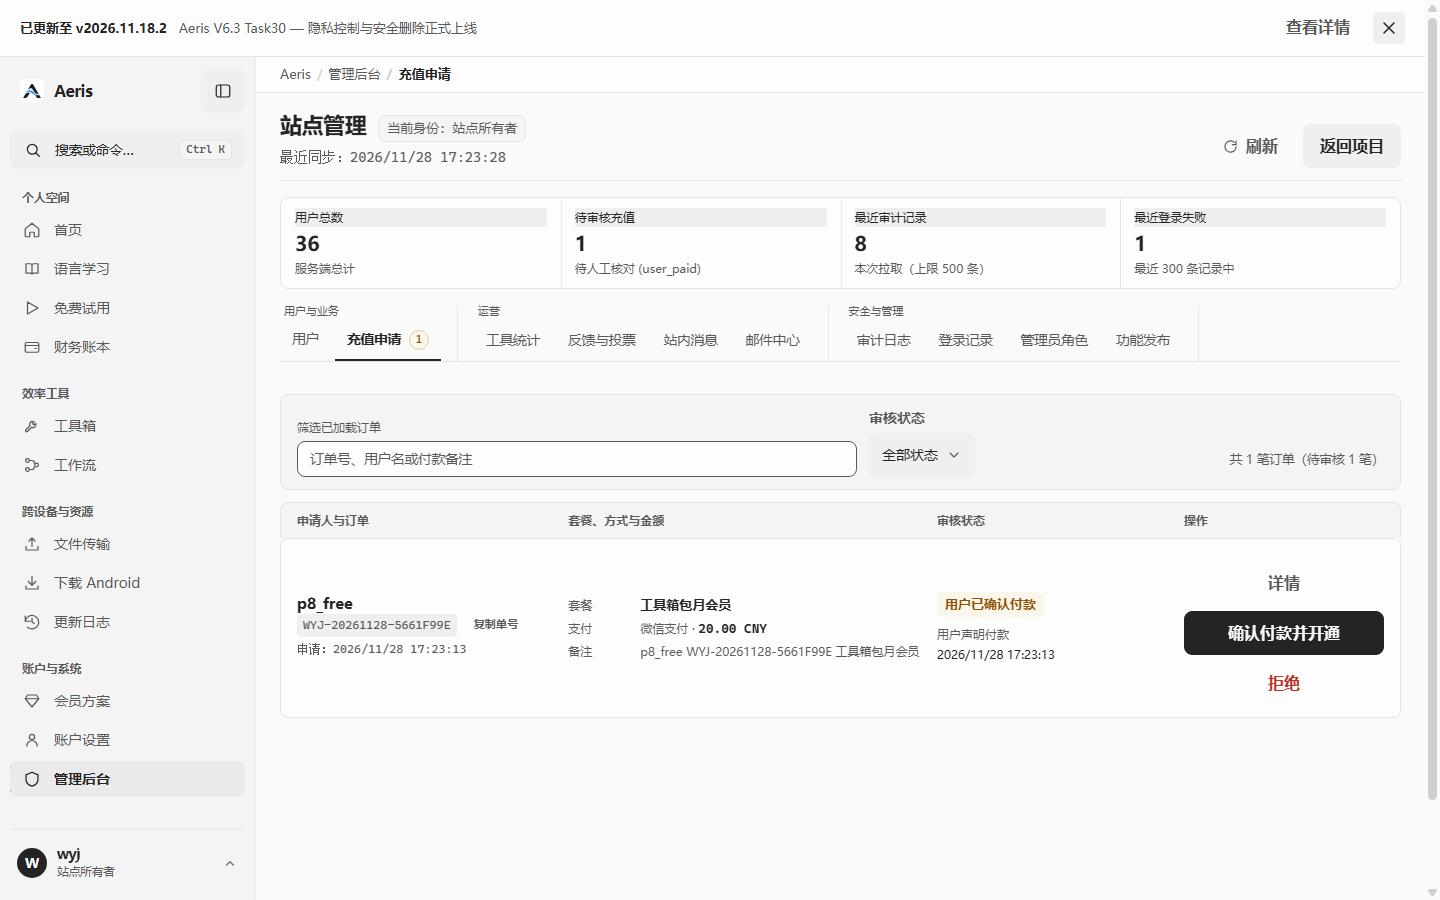 已更新至 v2026.11.18.2 Aeris V6.3 Task30 — 隐私控制与安全删除正式上线
查看详情
Aeris
搜索或命令... Ctrl K
个人空间
首页
语言学习
免费试用
财务账本
效率工具
工具箱
工作流
跨设备与资源
文件传输
下载 Android
更新日志
账户与系统
会员方案
账户设置
管理后台
W
wyj
站点所有者
Aeris / 管理后台 / 充值申请
站点管理 当前身份：站点所有者
最近同步：2026/11/28 17:23:28
刷新
返回项目
用户总数
36
服务端总计
待审核充值
1
待人工核对 (user_paid)
最近审计记录
8
本次拉取（上限 500 条）
最近登录失败
1
最近 300 条记录中
用户与业务
用户 充值申请 1
运营
工具统计 反馈与投票 站内消息 邮件中心
安全与管理
审计日志 登录记录 管理员角色 功能发布
筛选已加载订单
订单号、用户名或付款备注
审核状态
全部状态
共 1 笔订单（待审核 1 笔）
申请人与订单 套餐、方式与金额 审核状态 操作
p8_free
WYJ-20261128-5661F99E 复制单号
申请：2026/11/28 17:23:13
套餐 工具箱包月会员
支付 微信支付 · 20.00 CNY
备注 p8_free WYJ-20261128-5661F99E 工具箱包月会员
用户已确认付款
用户声明付款
2026/11/28 17:23:13
详情
确认付款并开通
拒绝